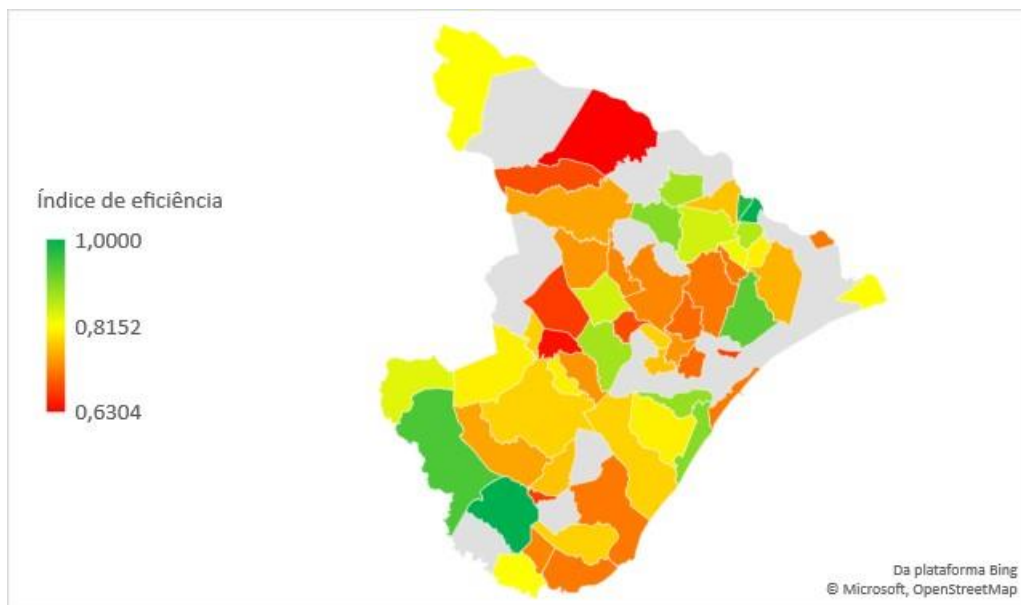 Índice de eficiência
1,0000
0,8152
0,6304
Da plataforma Bing
© Microsoft, OpenStreetMap